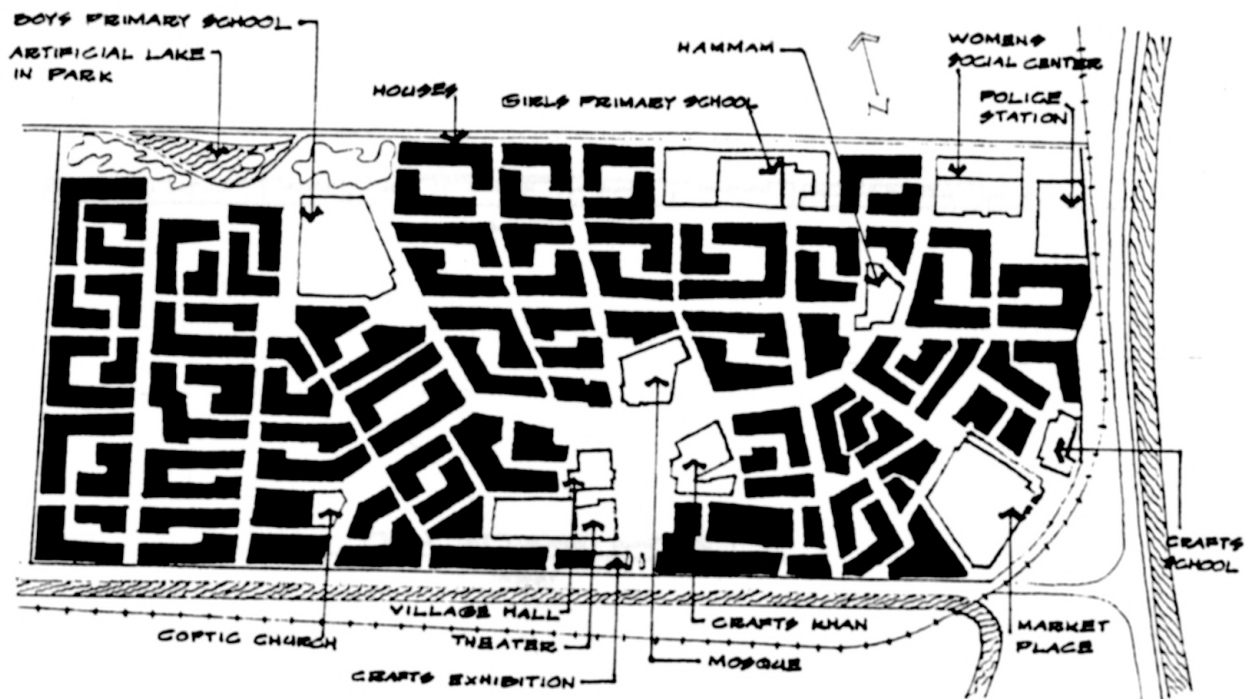 BOYS PRIMARY SCHOOL
ARTIFICIAL LAKE
IN PARK
HOUSES
GIRLS PRIMARY SCHOOL
HAMMAM
N
WOMENS
SOCIAL CENTER
POLICE
STATION
CRAFTS
SCHOOL
VILLAGE HALL
COPTIC CHURCH
THEATER
CRAFTS EXHIBITION
CRAFTS KHAN
MOSQUE
MARKET
PLACE